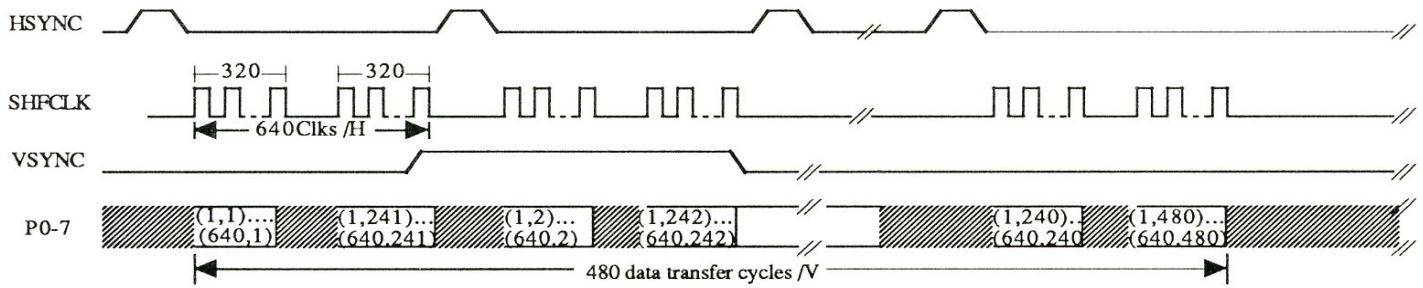 HSYNC
320
320
SHFCLK
640Clks /H
VSYNC
P0-7
(1,1)....
(640,1)
(1,241)...
(640,241)
(1,2)...
(640,2)
(1,242)...
(640,242)
(1,240)..
(640,240
(1,480)...
(640,480)
480 data transfer cycles /V